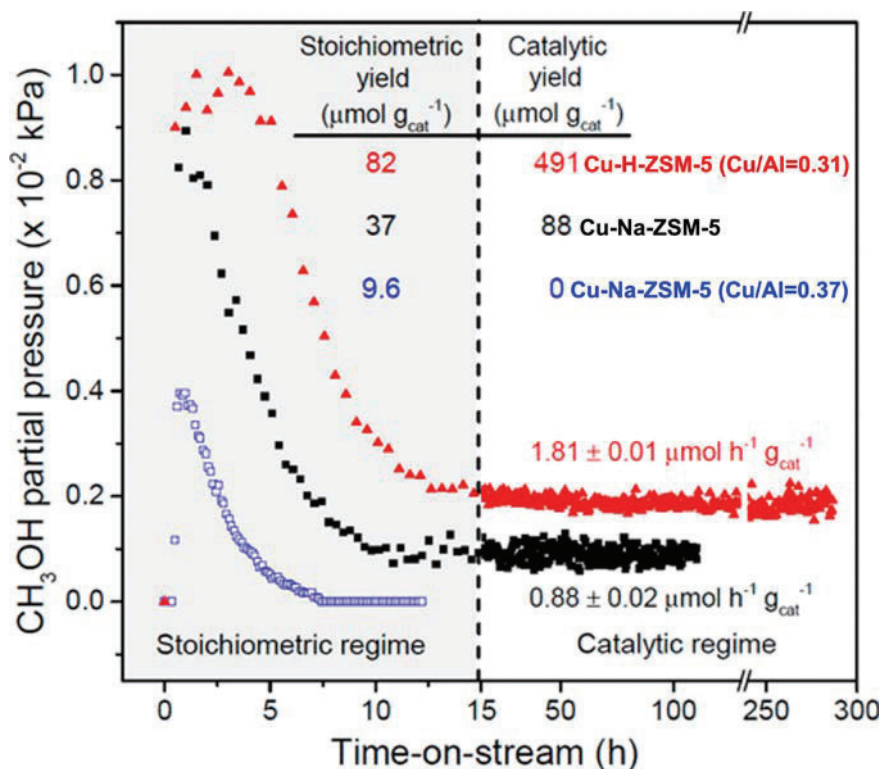 Stoichiometric yield (μmol g_cat⁻¹)
Catalytic yield (μmol g_cat⁻¹)
82
491 Cu-H-ZSM-5 (Cu/Al=0.31)
37
88 Cu-Na-ZSM-5
9.6
0 Cu-Na-ZSM-5 (Cu/Al=0.37)
1.81 ± 0.01 μmol h⁻¹ g_cat⁻¹
0.88 ± 0.02 μmol h⁻¹ g_cat⁻¹
Stoichiometric regime
Catalytic regime
CH₃OH partial pressure (x 10⁻² kPa)
1.0
0.8
0.6
0.4
0.2
0.0
0 5 10 15 50 100 250 300
Time-on-stream (h)